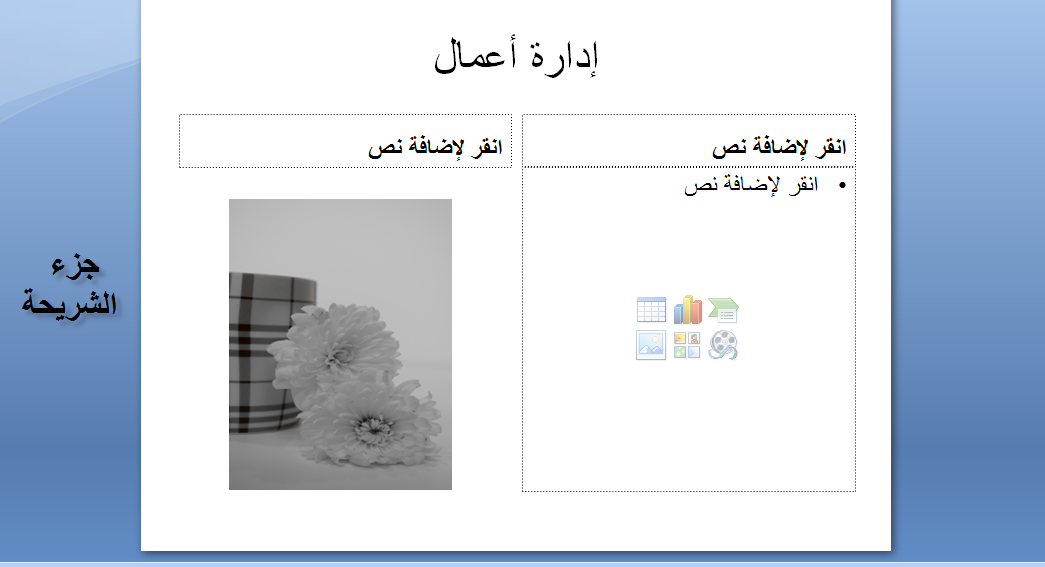 إدارة أعمال
انقر لإضافة نص
انقر لإضافة نص
• انقر لإضافة نص
جزء
الشريحة